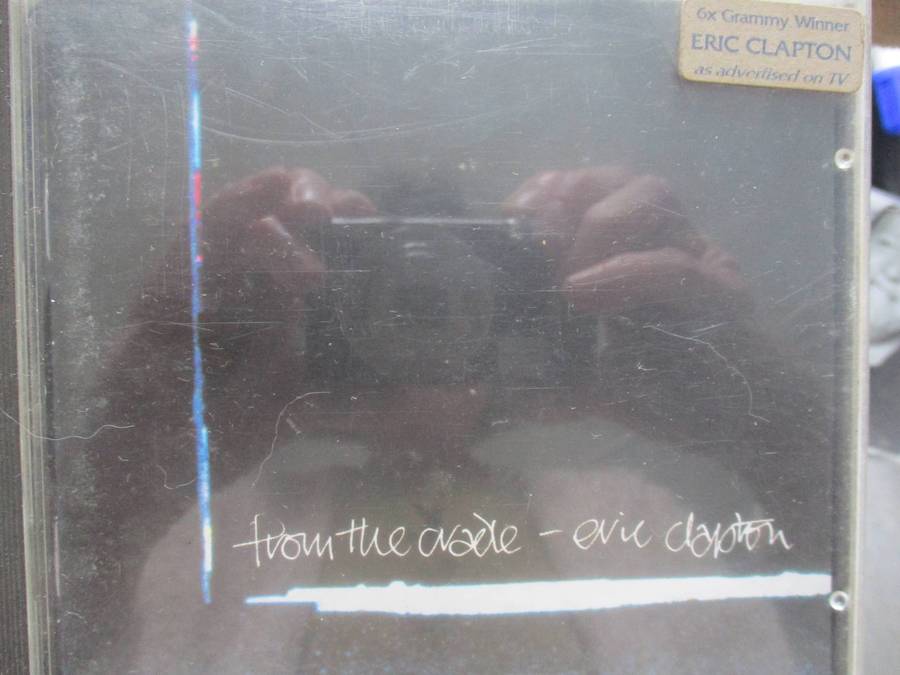 6x Grammy Winner
ERIC CLAPTON
as advertised on TV
from the cradle - eric clapton